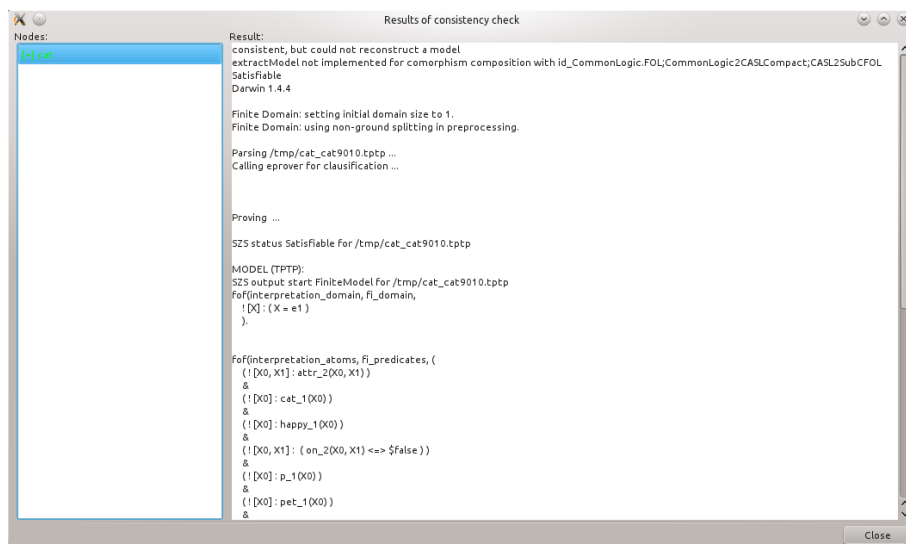 Results of consistency check
Nodes:
Result:
[+] cat
consistent, but could not reconstruct a model
extractModel not implemented for comorphism composition with id_CommonLogic.FOL;CommonLogic2CASLCompact;CASL2SubCFOL
Satisfiable
Darwin 1.4.4
Finite Domain: setting initial domain size to 1.
Finite Domain: using non-ground splitting in preprocessing.
Parsing /tmp/cat_cat9010.tptp ...
Calling eprover for clausification ...
Proving ...
SZS status Satisfiable for /tmp/cat_cat9010.tptp
MODEL (TPTP):
SZS output start FiniteModel for /tmp/cat_cat9010.tptp
fof(interpretation_domain, fi_domain,
! [X] : ( X = e1 )
).
fof(interpretation_atoms, fi_predicates, (
( ! [X0, X1] : attr_2(X0, X1) )
&
( ! [X0] : cat_1(X0) )
&
( ! [X0] : happy_1(X0) )
&
( ! [X0, X1] : ( on_2(X0, X1) <=> $false ) )
&
( ! [X0] : p_1(X0) )
&
( ! [X0] : pet_1(X0) )
&
Close